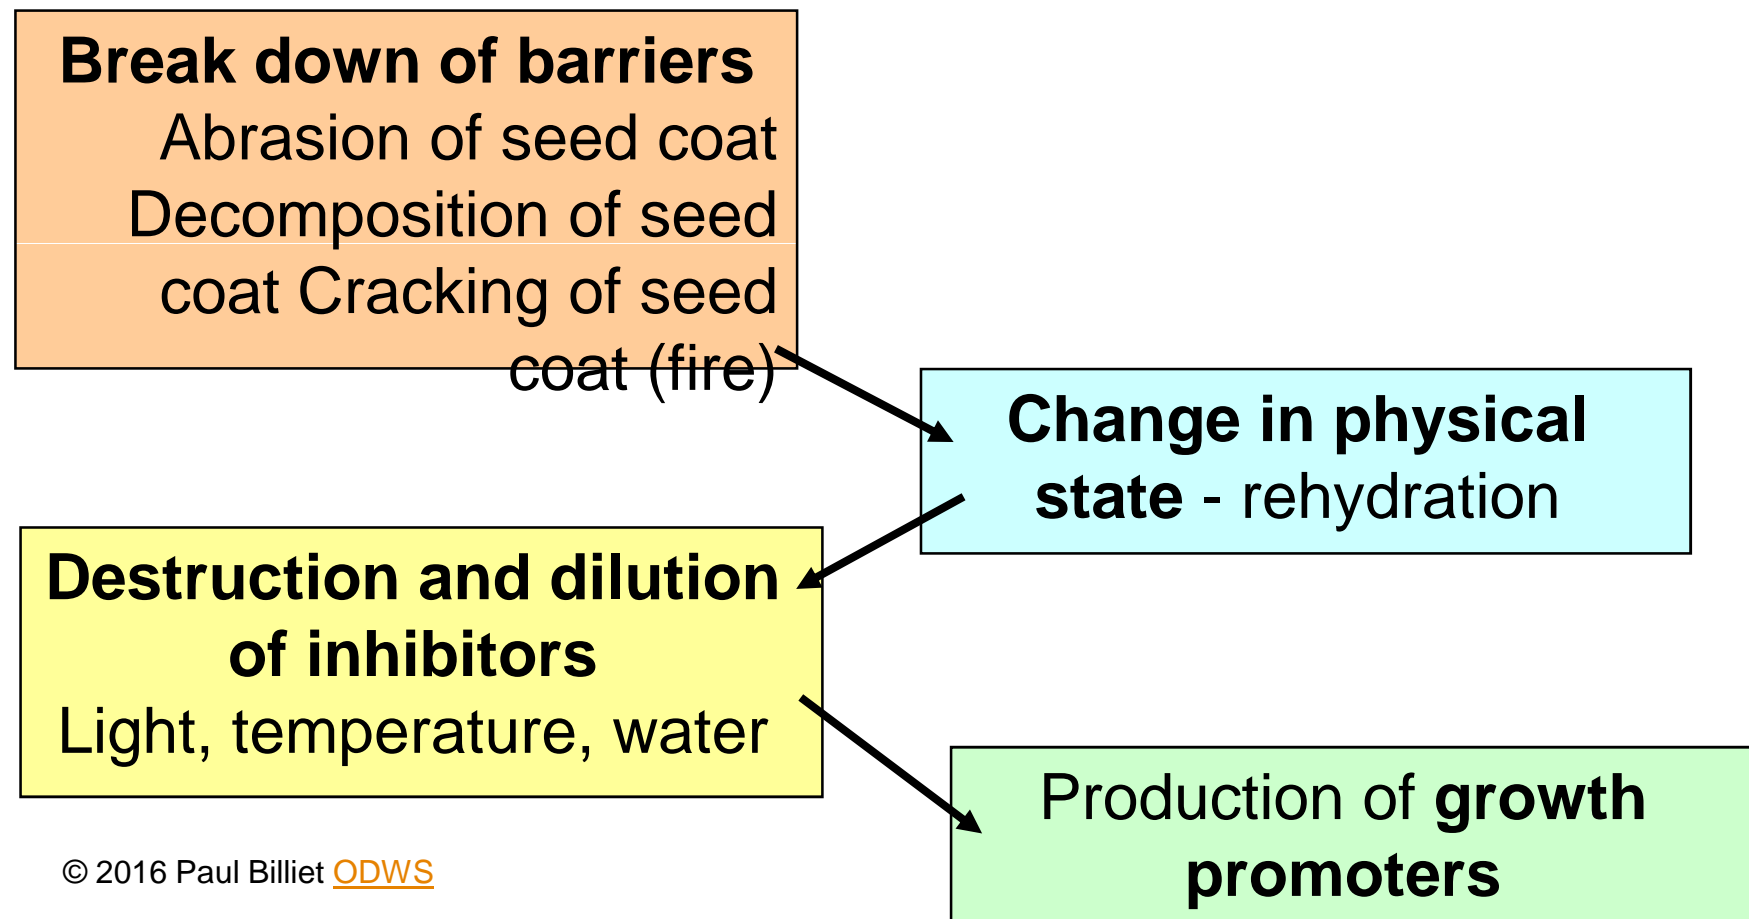 Break down of barriers
Abrasion of seed coat
Decomposition of seed
coat Cracking of seed
coat (fire)
Change in physical
state - rehydration
Destruction and dilution
of inhibitors
Light, temperature, water
Production of growth
promoters
© 2016 Paul Billiet ODWS